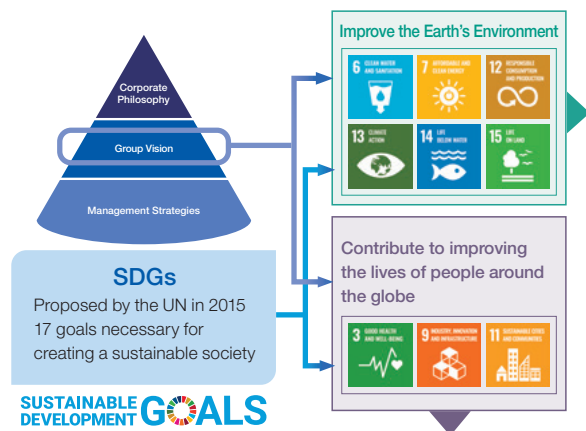 Corporate
Philosophy
Group Vision
Management Strategies
SDGs
Proposed by the UN in 2015
17 goals necessary for
creating a sustainable society
SUSTAINABLE
DEVELOPMENT GOALS
Improve the Earth's Environment
6 CLEAN WATER
AND SANITATION
7 AFFORDABLE AND
CLEAN ENERGY
12 RESPONSIBLE
CONSUMPTION
AND PRODUCTION
13 CLIMATE
ACTION
14 LIFE
BELOW WATER
15 LIFE
ON LAND
Contribute to improving
the lives of people around
the globe
3 GOOD HEALTH
AND WELL-BEING
9 INDUSTRY, INNOVATION
AND INFRASTRUCTURE
11 SUSTAINABLE CITIES
AND COMMUNITIES